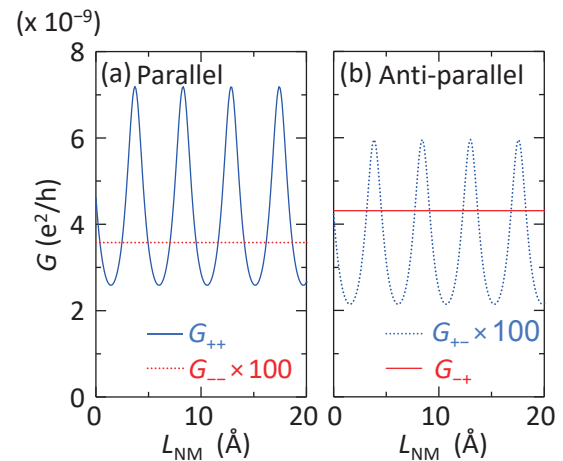 (x 10⁻⁹)
8
6
4
2
0
G (e²/h)
(a) Parallel
G₊₊
G₋₋ × 100
0
10
20
L_NM (Å)
(b) Anti-parallel
G₊₋ × 100
G₋₊
0
10
20
L_NM (Å)